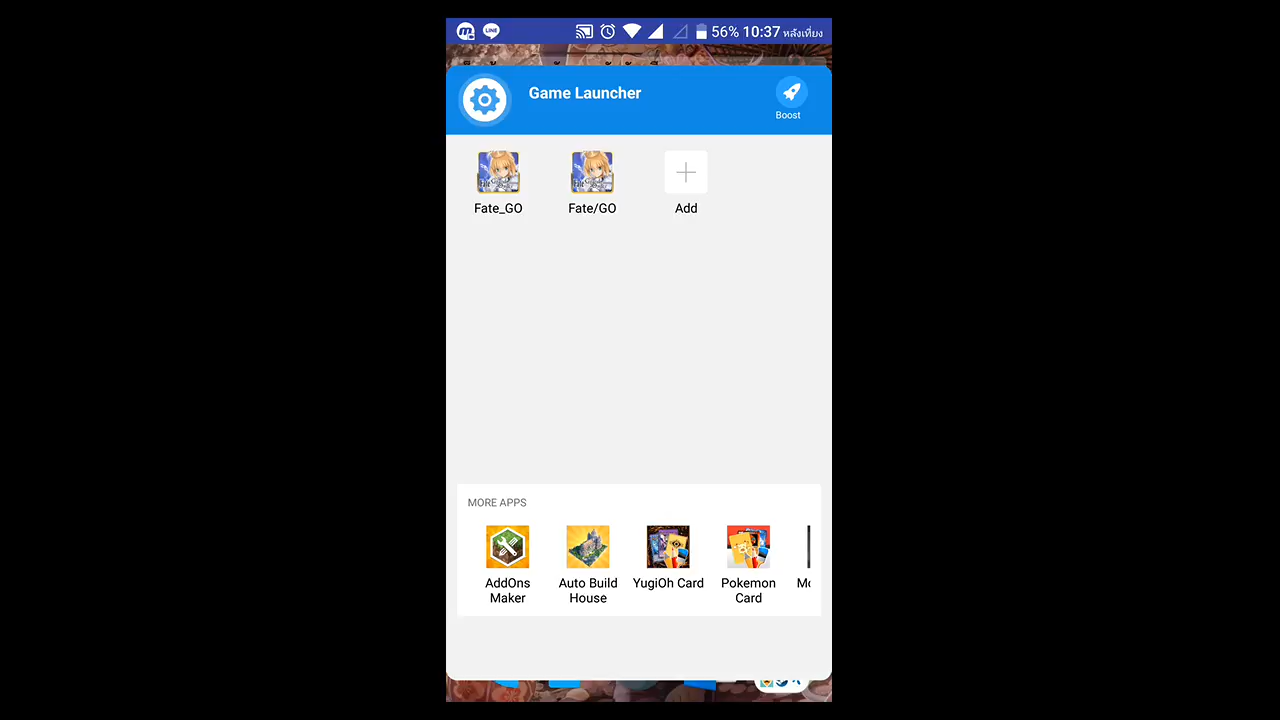 LINE
56% 10:37 หลังเที่ยง
Game Launcher
Boost
Fate_GO
Fate/GO
Add
MORE APPS
AddOns
Maker
Auto Build
House
YugiOh Card
Pokemon
Card